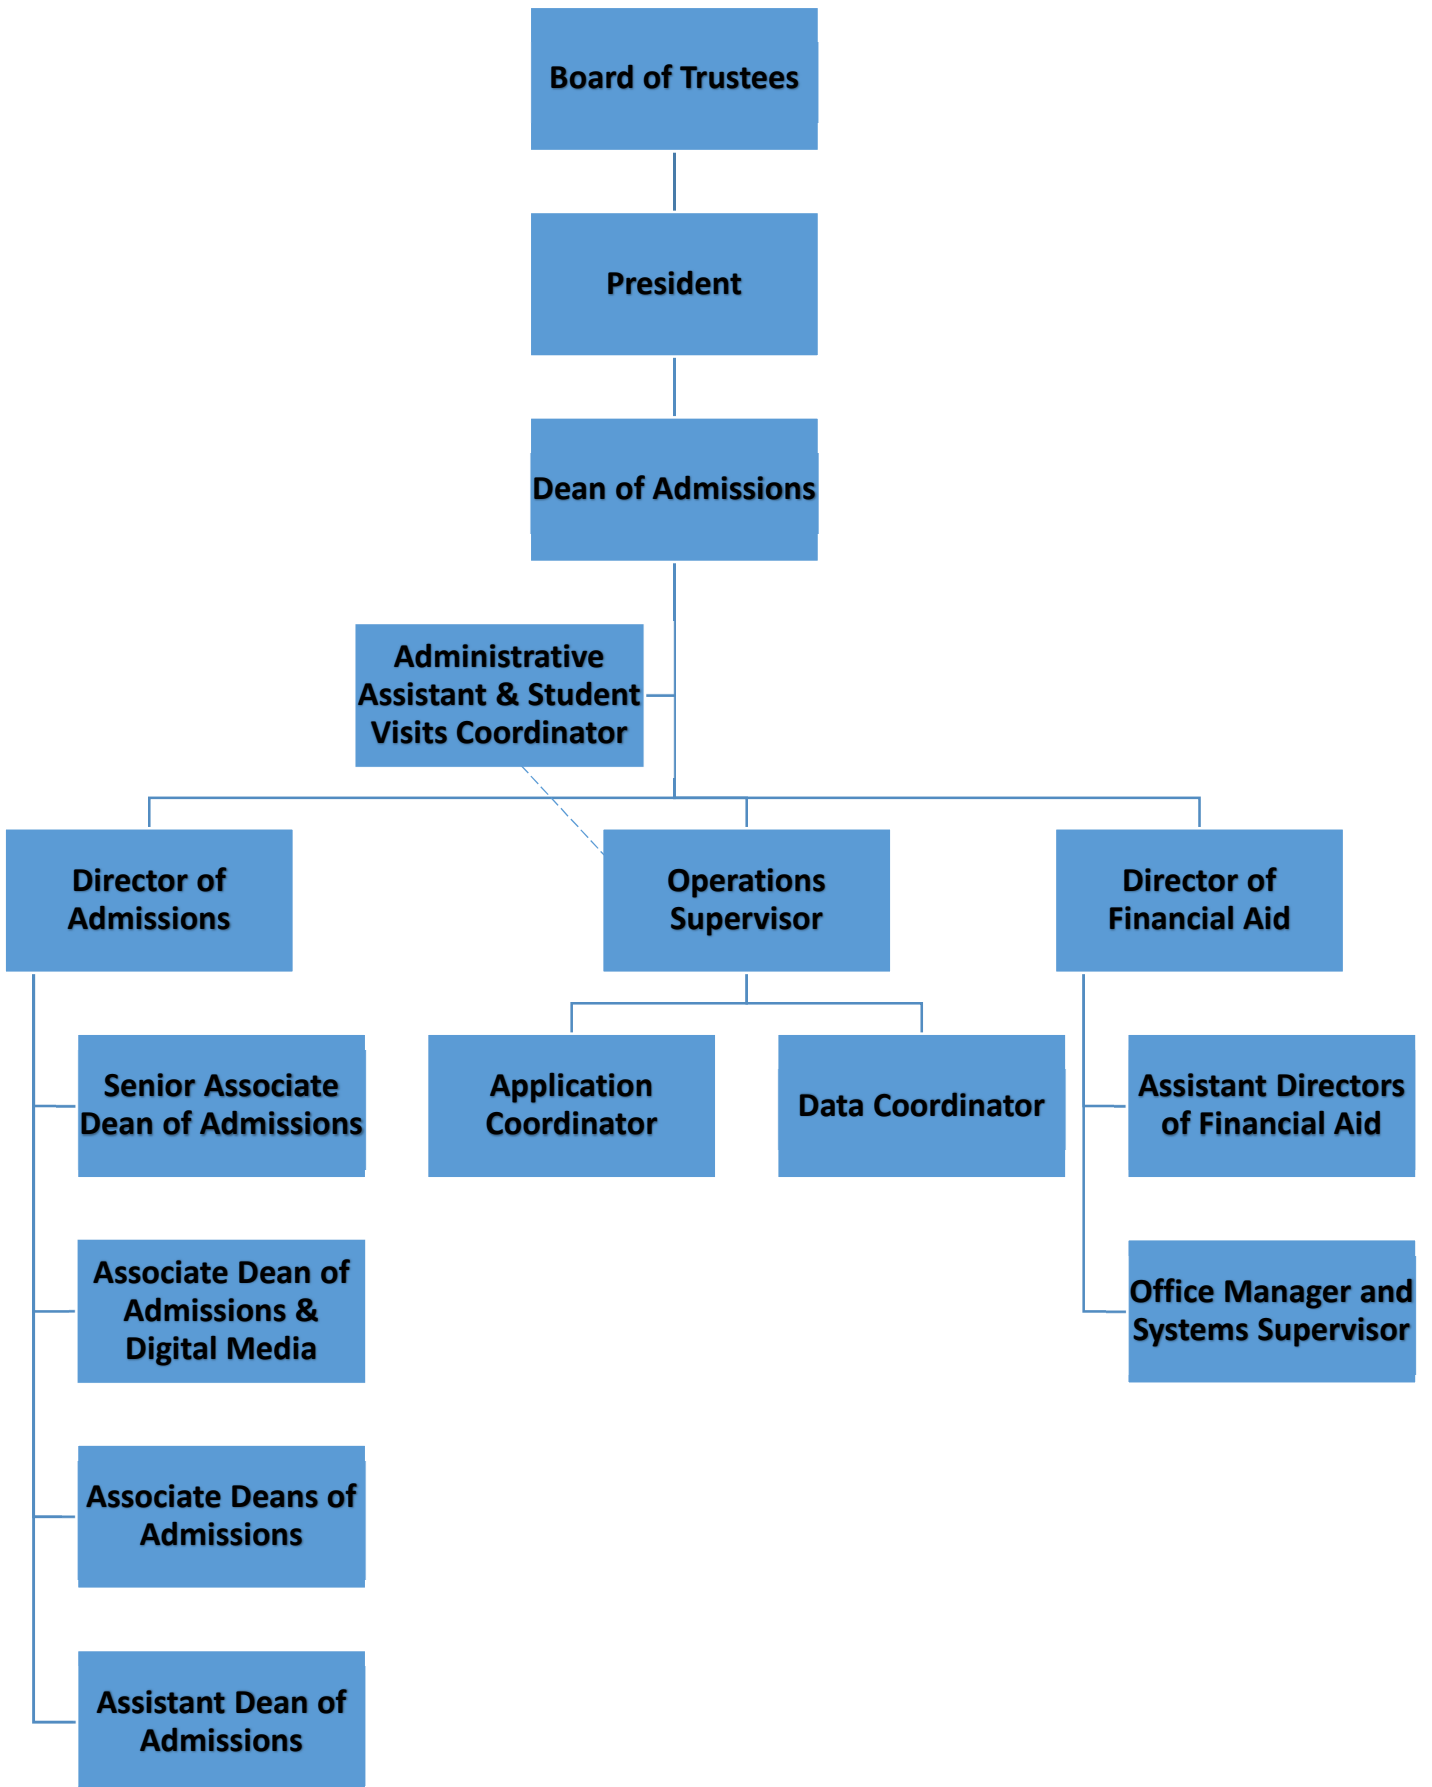 Board of Trustees
President
Dean of Admissions
Administrative
Assistant & Student
Visits Coordinator
Director of
Admissions
Operations
Supervisor
Director of
Financial Aid
Senior Associate
Dean of Admissions
Application
Coordinator
Data Coordinator
Assistant Directors
of Financial Aid
Associate Dean of
Admissions &
Digital Media
Office Manager and
Systems Supervisor
Associate Deans of
Admissions
Assistant Dean of
Admissions